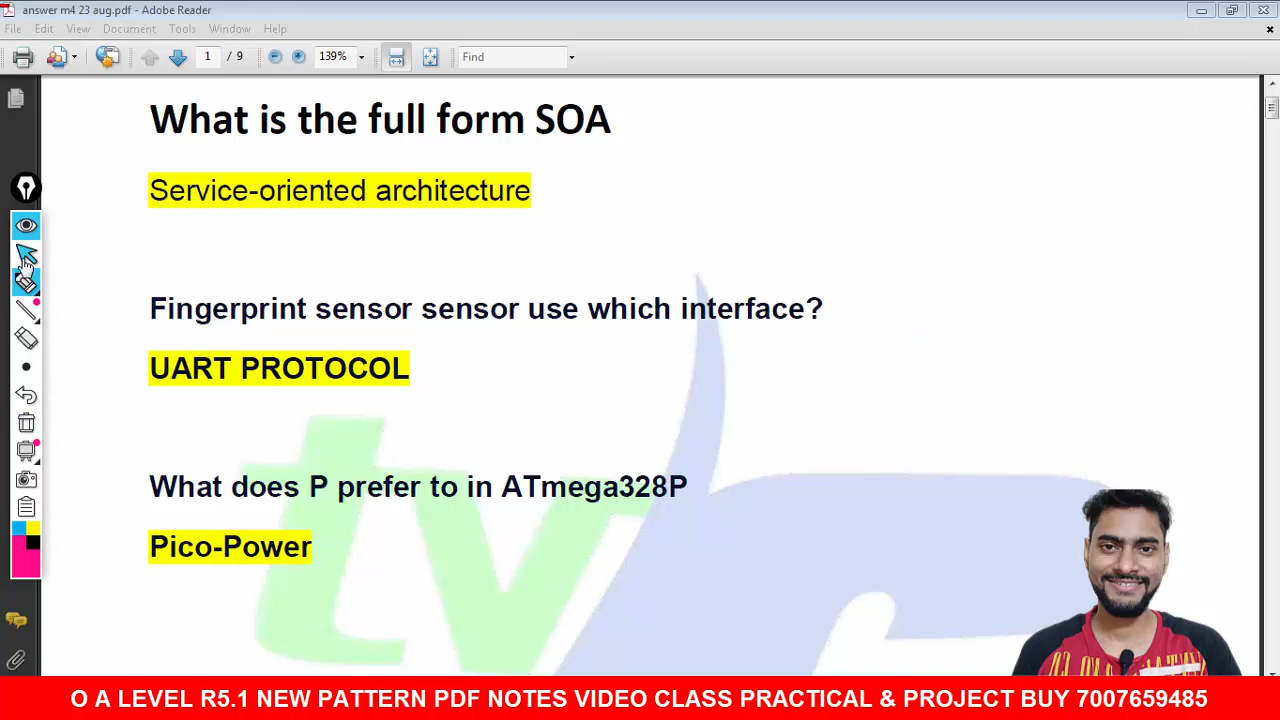 answer m4 23 aug.pdf - Adobe Reader
File Edit View Document Tools Window Help
1 / 9 139% Find
What is the full form SOA
Service-oriented architecture
Fingerprint sensor sensor use which interface?
UART PROTOCOL
What does P prefer to in ATmega328P
Pico-Power
tv
O A LEVEL R5.1 NEW PATTERN PDF NOTES VIDEO CLASS PRACTICAL & PROJECT BUY 7007659485